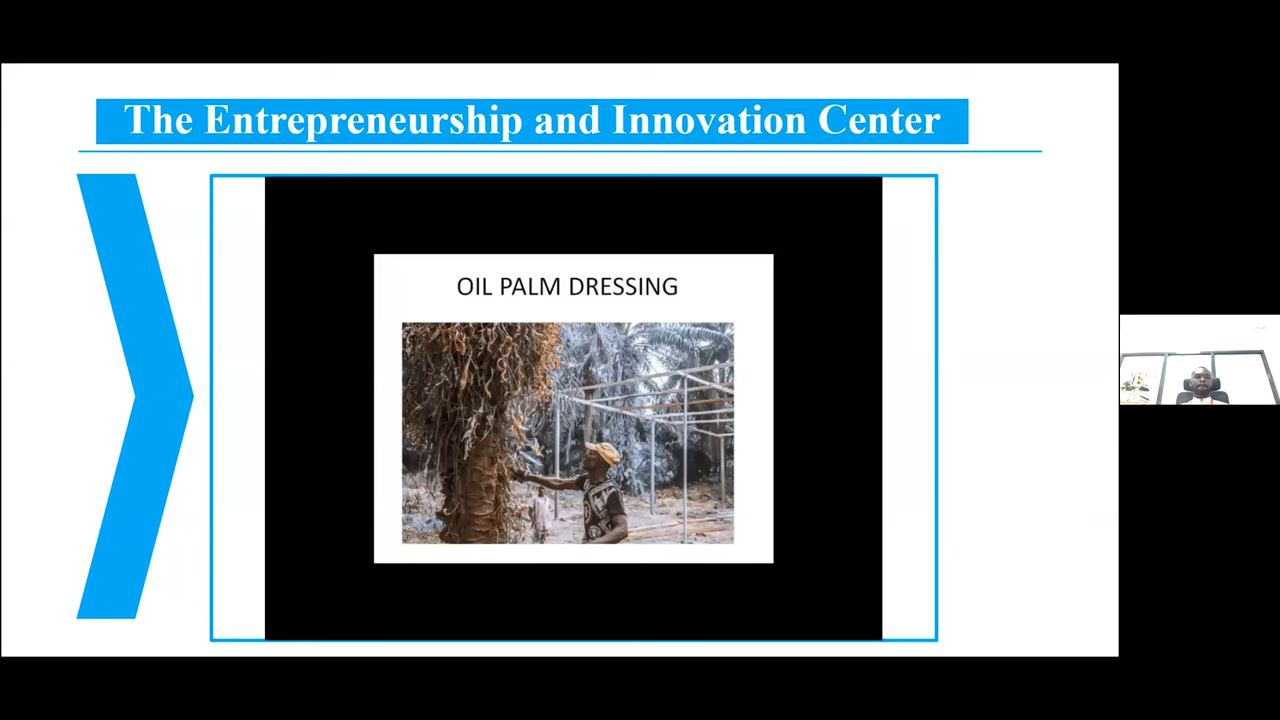 The Entrepreneurship and Innovation Center
OIL PALM DRESSING